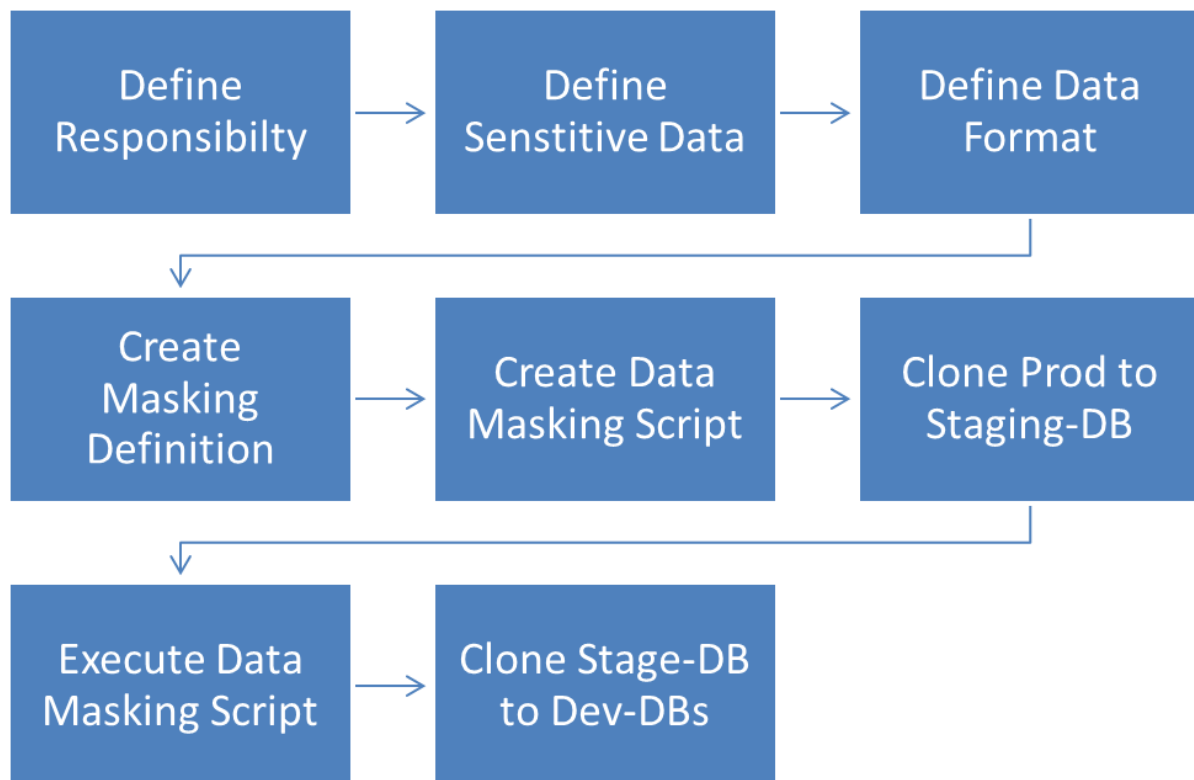 Define
Responsibilty
Define
Senstitive Data
Define Data
Format
Create
Masking
Definition
Create Data
Masking Script
Clone Prod to
Staging-DB
Execute Data
Masking Script
Clone Stage-DB
to Dev-DBs